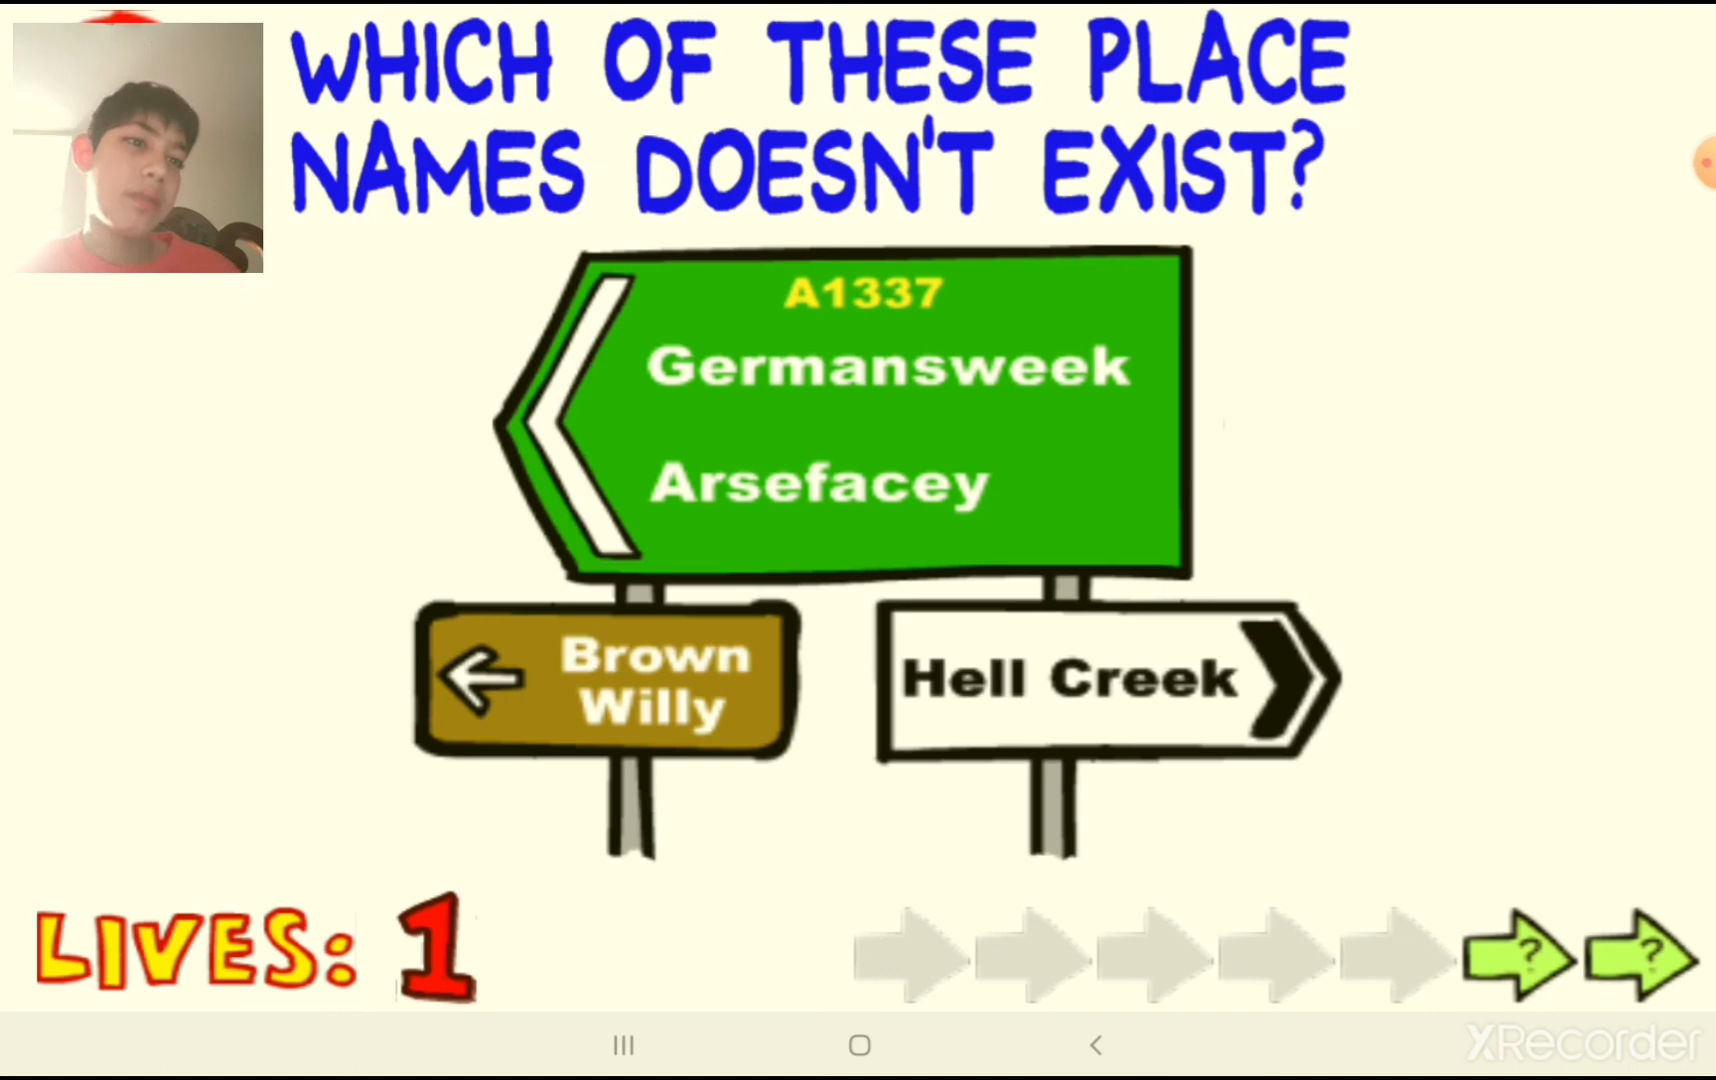 WHICH OF THESE PLACE
NAMES DOESN'T EXIST?
A1337
Germansweek
Arsefacey
Brown
Willy
Hell Creek
LIVES: 1
? ?
XRecorder